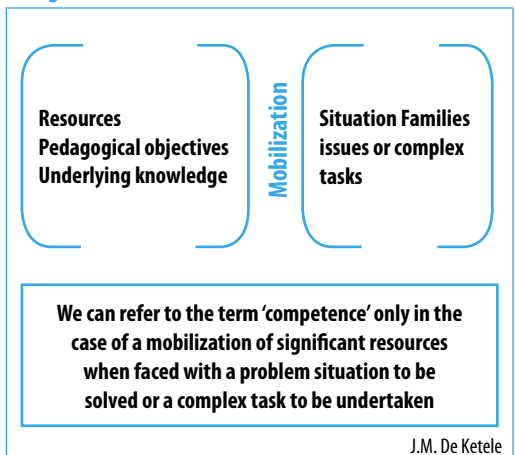 Resources
Pedagogical objectives
Underlying knowledge
Mobilization
Situation Families
issues or complex
tasks
We can refer to the term ‘competence’ only in the
case of a mobilization of significant resources
when faced with a problem situation to be
solved or a complex task to be undertaken
J.M. De Ketele